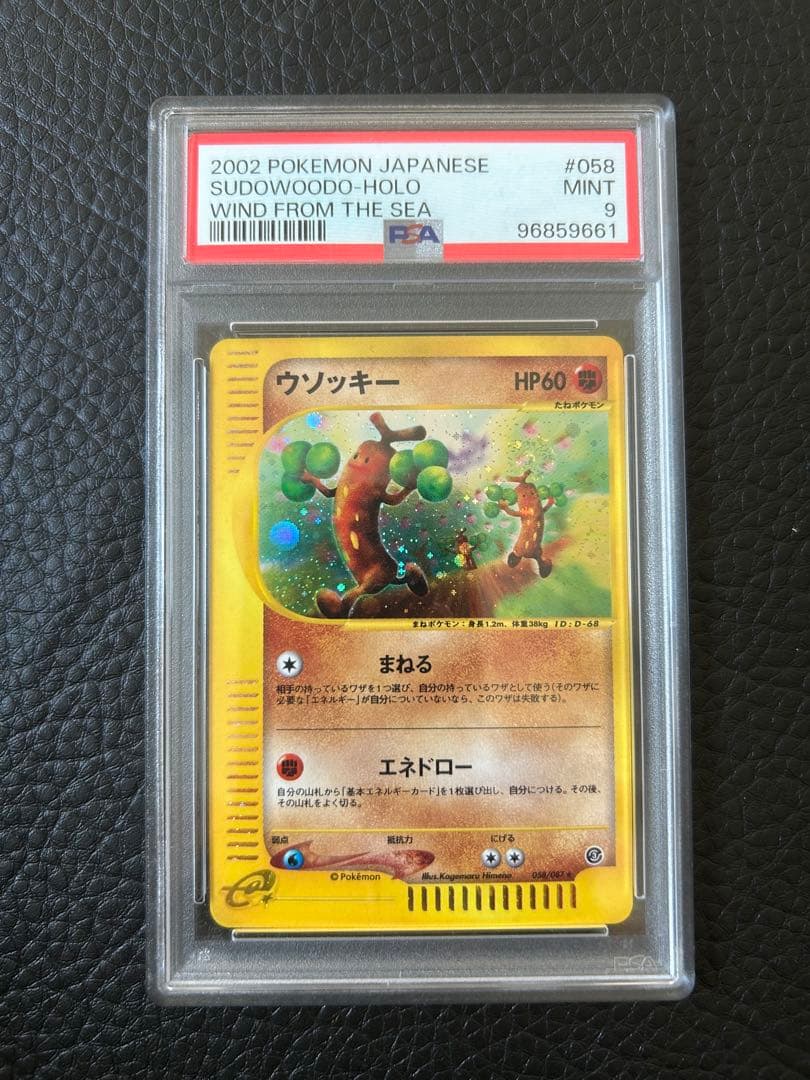 2002 POKEMON JAPANESE #058
SUDOWOODO-HOLO MINT
WIND FROM THE SEA 9
PSA 96859661
ウソッキー HP60
たねポケモン
まねポケモン：身長1.2m、体重38kg ID:D-68
まねる
相手の持っているワザを1つ選び、自分の持っているワザとして使う（そのワザに
必要な「エネルギー」が自分についていないなら、このワザは失敗する）。
エネドロー
自分の山札から「基本エネルギーカード」を1枚選び出し、自分につける。その後、
その山札をよく切る。
弱点 抵抗力 にげる
©Pokémon Illus.Kagemaru Himeno 058/087★
e
PSA